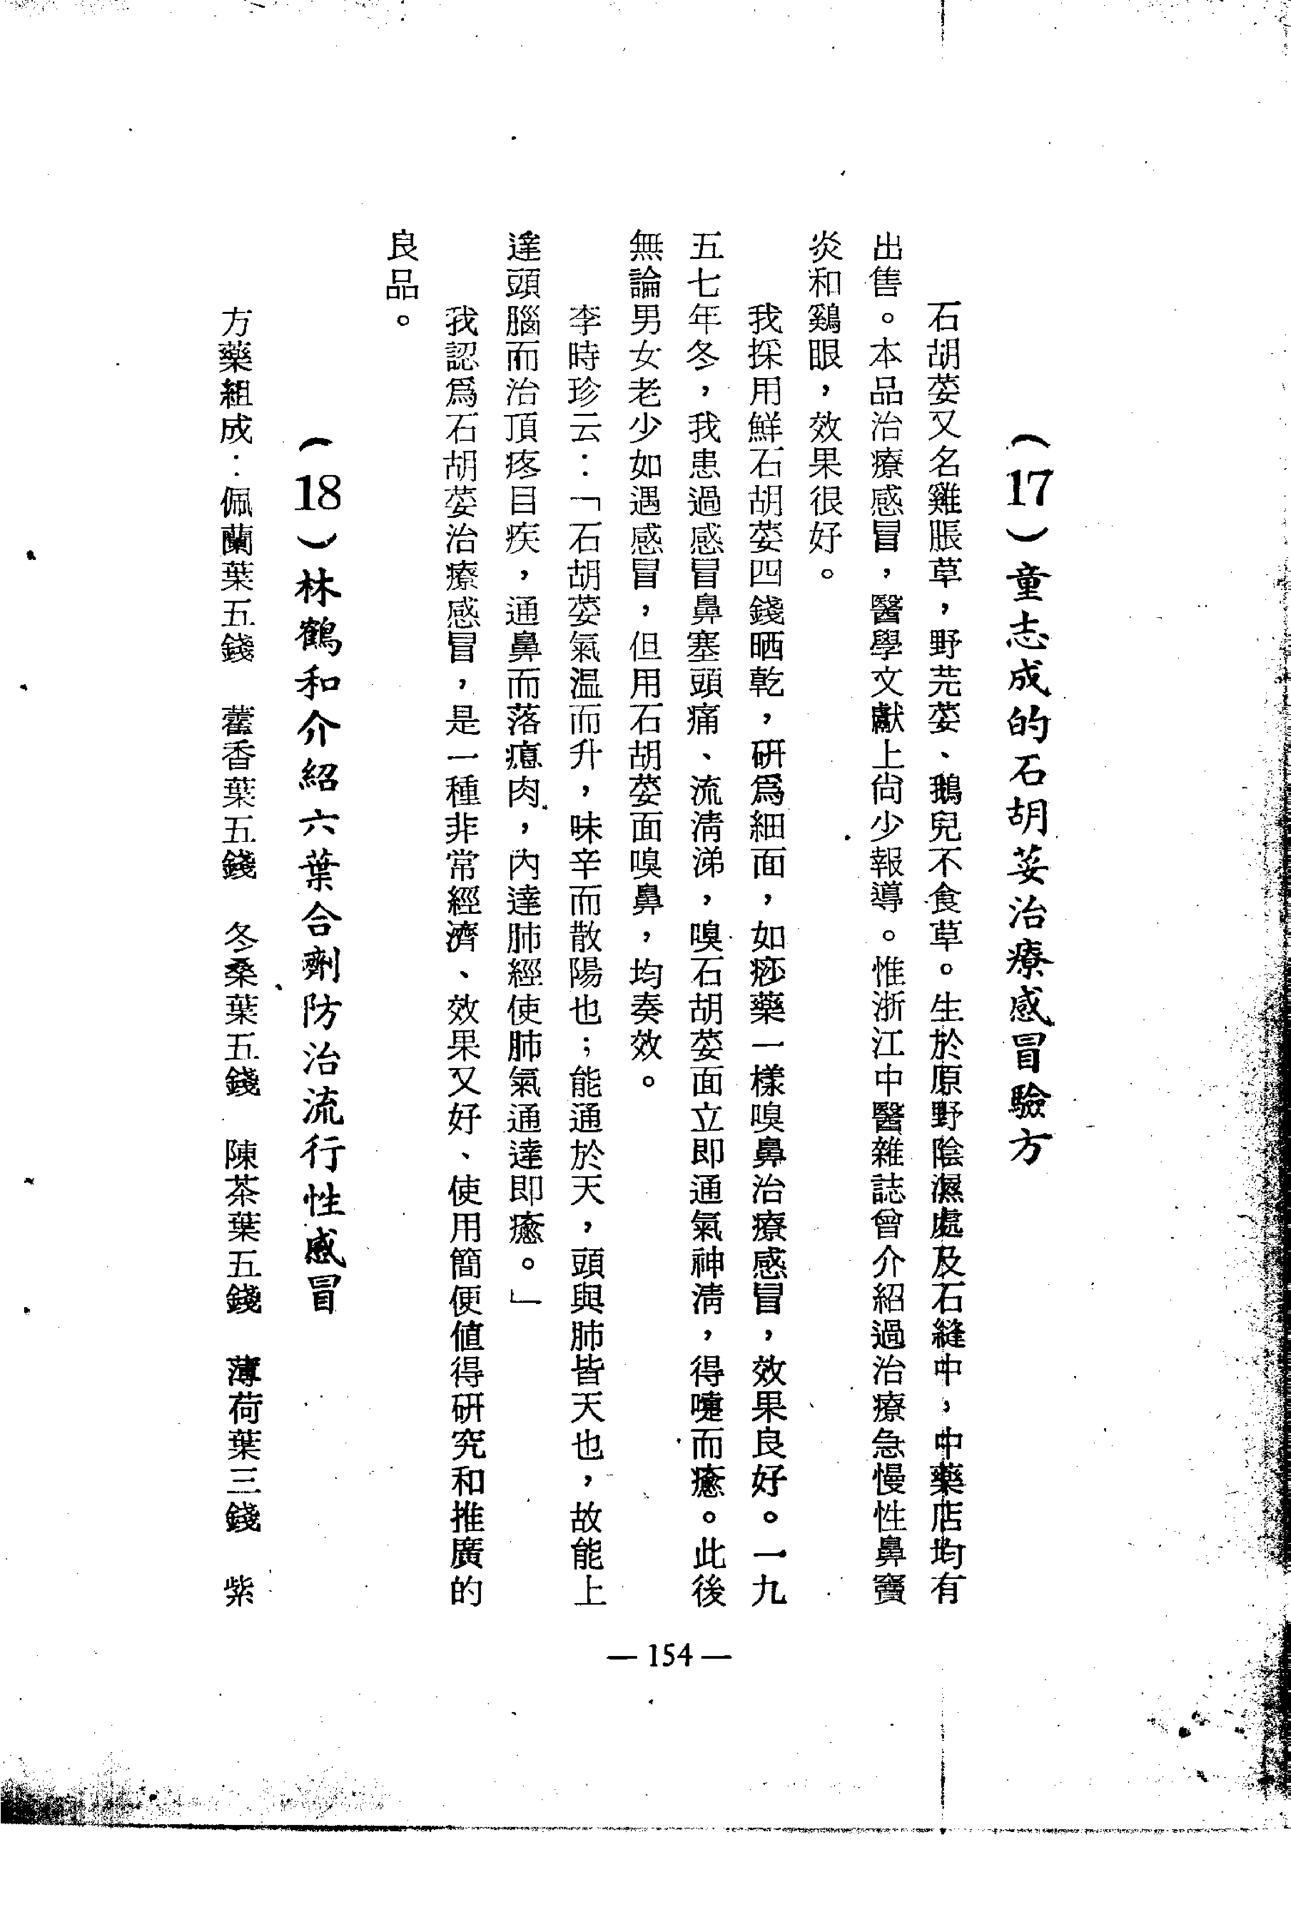 (17)童志成的石胡荽治療感冒驗方
石胡荽又名雞脹草，野芫荽、鵝兒不食草。生於原野陰濕處及石縫中，中藥店均有
出售。本品治療感冒，醫學文獻上尙少報導。惟浙江中醫雜誌曾介紹過治療急慢性鼻竇
炎和鷄眼，效果很好。
我採用鮮石胡荽四錢晒乾，硏爲細面，如痧藥一樣嗅鼻治療感冒，效果良好。一九
五七年冬，我患過感冒鼻塞頭痛、流淸涕，嗅石胡荽面立即通氣神淸，得嚏而癒。此後
無論男女老少如遇感冒，但用石胡荽面嗅鼻，均奏效。
李時珍云：「石胡荽氣溫而升，味辛而散陽也；能通於天，頭與肺皆天也，故能上
達頭腦而治頂疼目疾，通鼻而落瘜肉，內達肺經使肺氣通達即癒。」
我認爲石胡荽治療感冒，是一種非常經濟、效果又好、使用簡便値得硏究和推廣的
良品。
(18)林鶴和介紹六葉合劑防治流行性感冒
方藥組成：佩蘭葉五錢　藿香葉五錢　冬桑葉五錢　陳茶葉五錢　薄荷葉三錢　紫
— 154 —